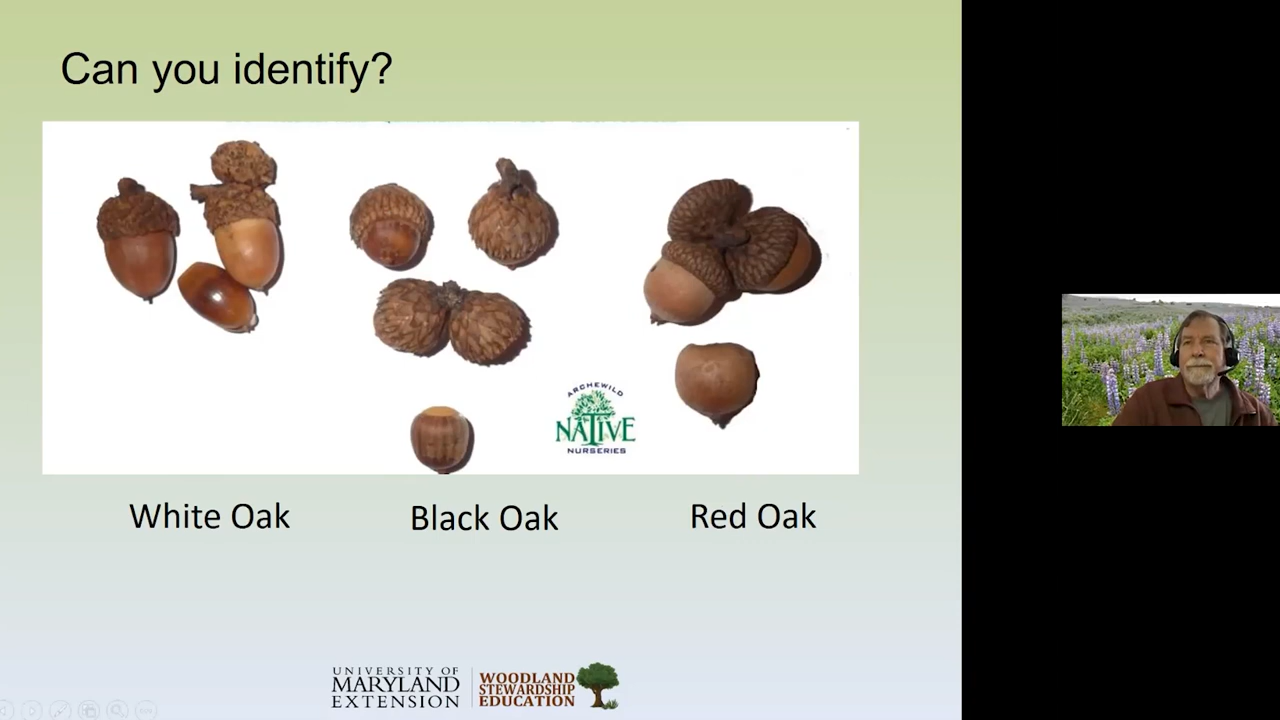 Can you identify?
ARCHEWILD
NATIVE
NURSERIES
White Oak
Black Oak
Red Oak
UNIVERSITY OF
MARYLAND
EXTENSION
WOODLAND
STEWARDSHIP
EDUCATION